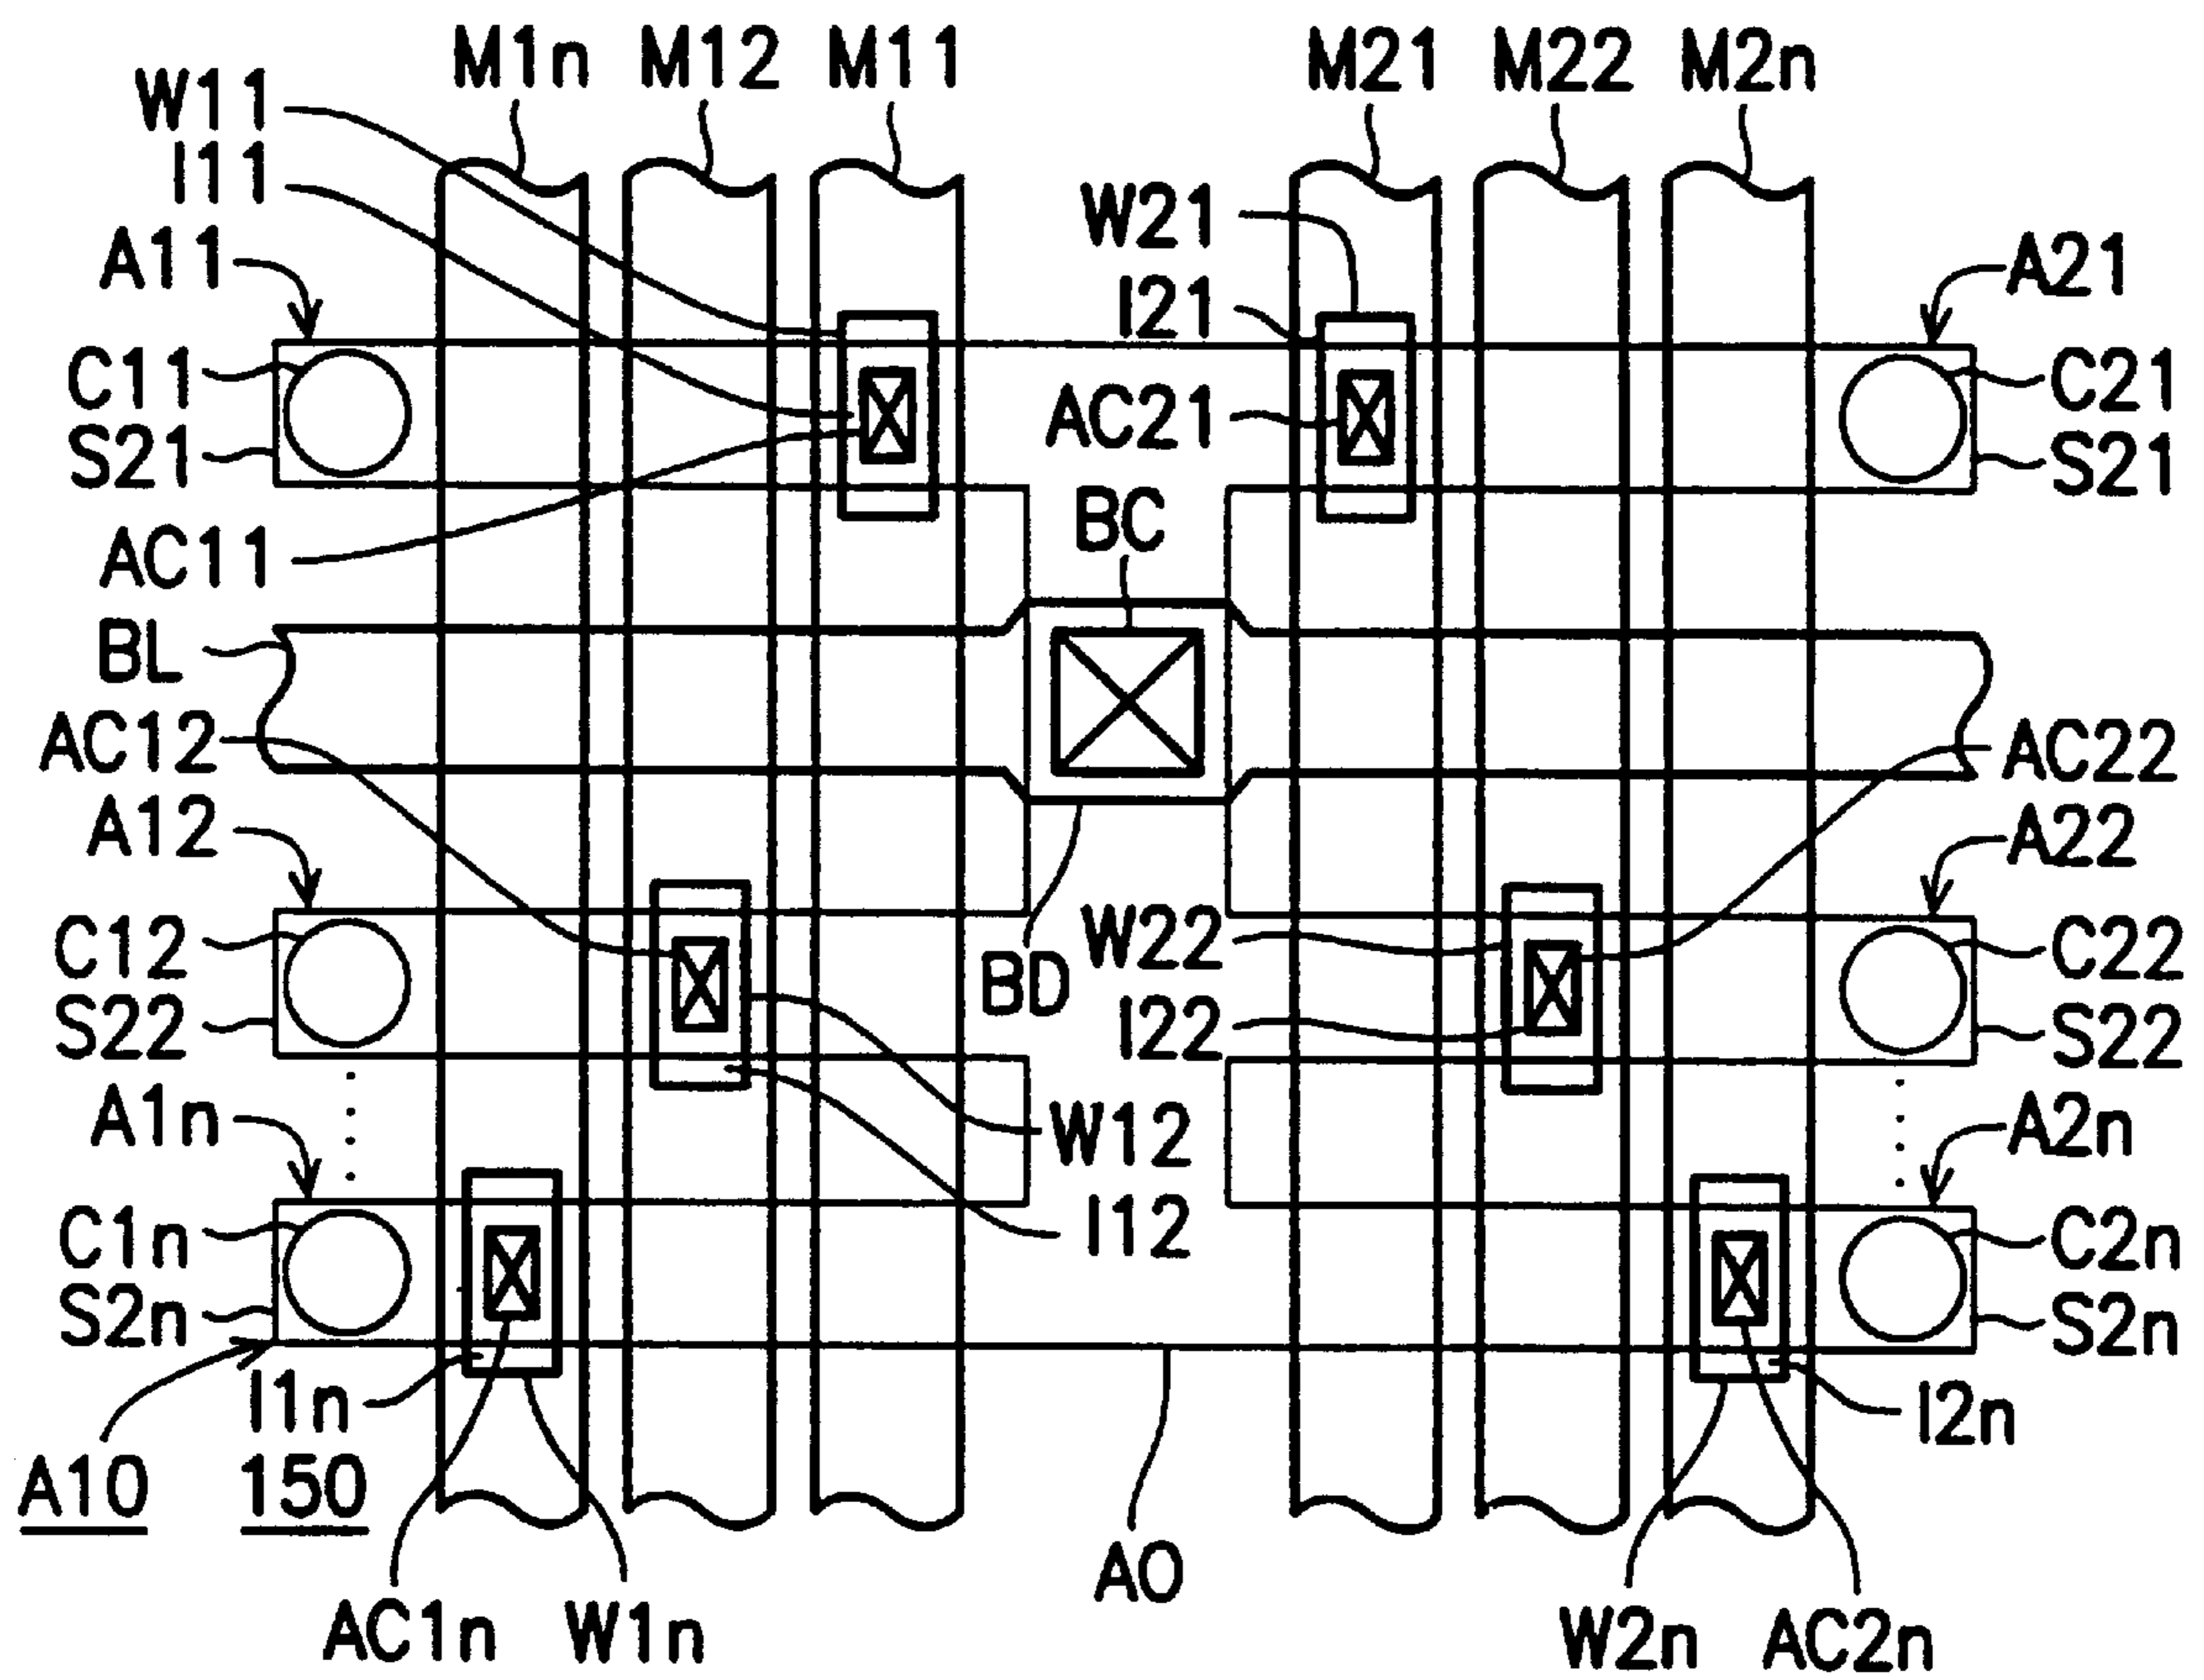 M1n M12 M11 M21 M22 M2n
W11
I11
W21
A11 A21
I21
C11 C21
AC21
S21 S21
BC
AC11
BL
AC12 AC22
A12 A22
C12 W22 C22
BD
S22 I22 S22
A1n W12 A2n
C1n I12 C2n
S2n S2n
I1n I2n
A10 150
AO
AC1n W1n W2n AC2n